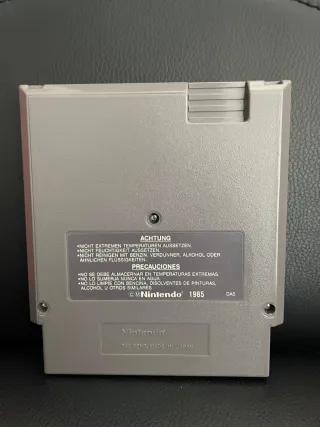 ACHTUNG
•NICHT EXTREMEN TEMPERATUREN AUSSETZEN.
•NICHT FEUCHTIGKEIT AUSSETZEN.
•NICHT REINIGEN MIT BENZIN, VERDÜNNER, ALKOHOL ODER
ÄHNLICHEN FLÜSSIGKEITEN.
PRECAUCIONES
•NO SE DEBE ALMACERNAR EN TEMPERATURAS EXTREMAS.
•NO LO SUMERJA NUNCA EN AGUA.
•NO LO LIMPIE CON BENCINA, DISOLVENTES DE PINTURAS,
ALCOHOL U OTROS SIMILARES.
Nintendo 1985
DAS
Nintendo